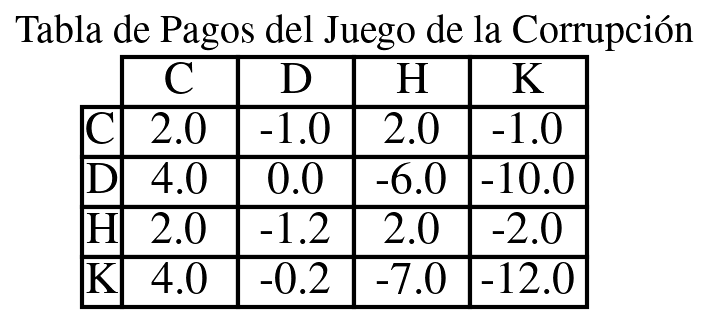 Tabla de Pagos del Juego de la Corrupción
C D H K
C 2.0 -1.0 2.0 -1.0
D 4.0 0.0 -6.0 -10.0
H 2.0 -1.2 2.0 -2.0
K 4.0 -0.2 -7.0 -12.0